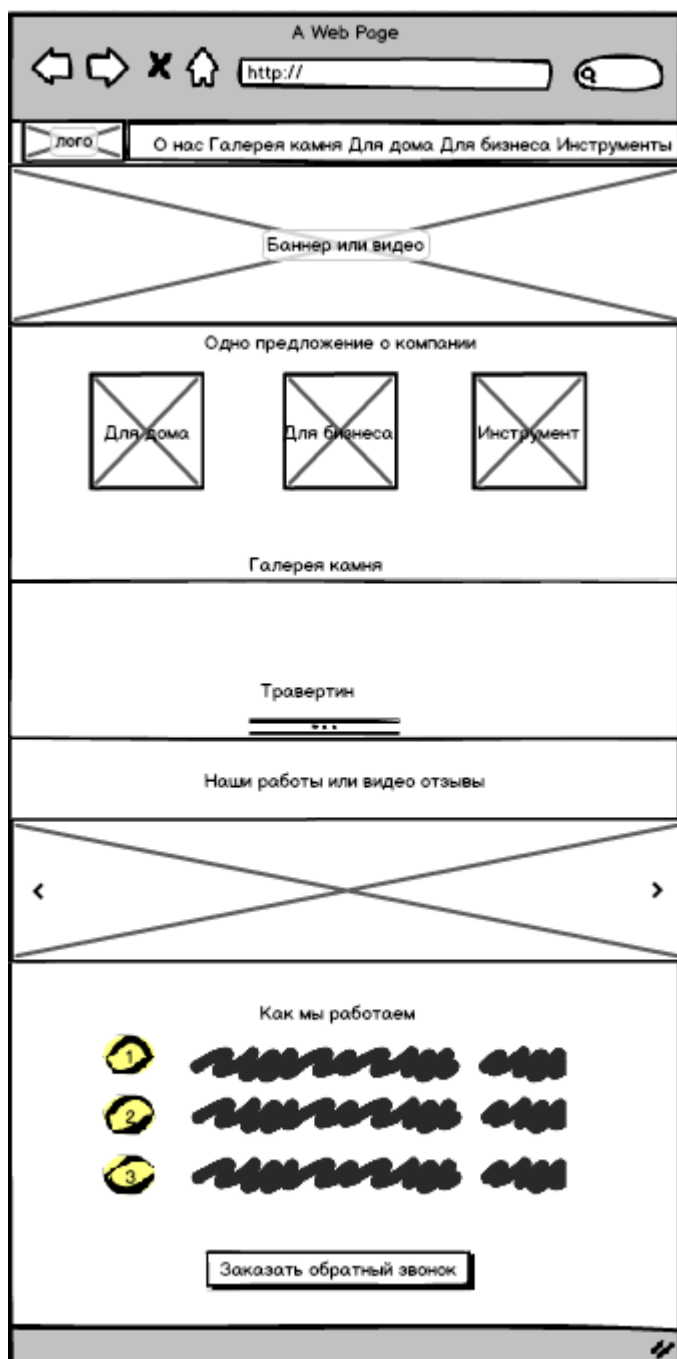 A Web Page
http://
лого
О нас Галерея камня Для дома Для бизнеса Инструменты
Баннер или видео
Одно предложение о компании
Для дома Для бизнеса Инструмент
Галерея камня
Травертин
Наши работы или видео отзывы
Как мы работаем
1
2
3
Заказать обратный звонок